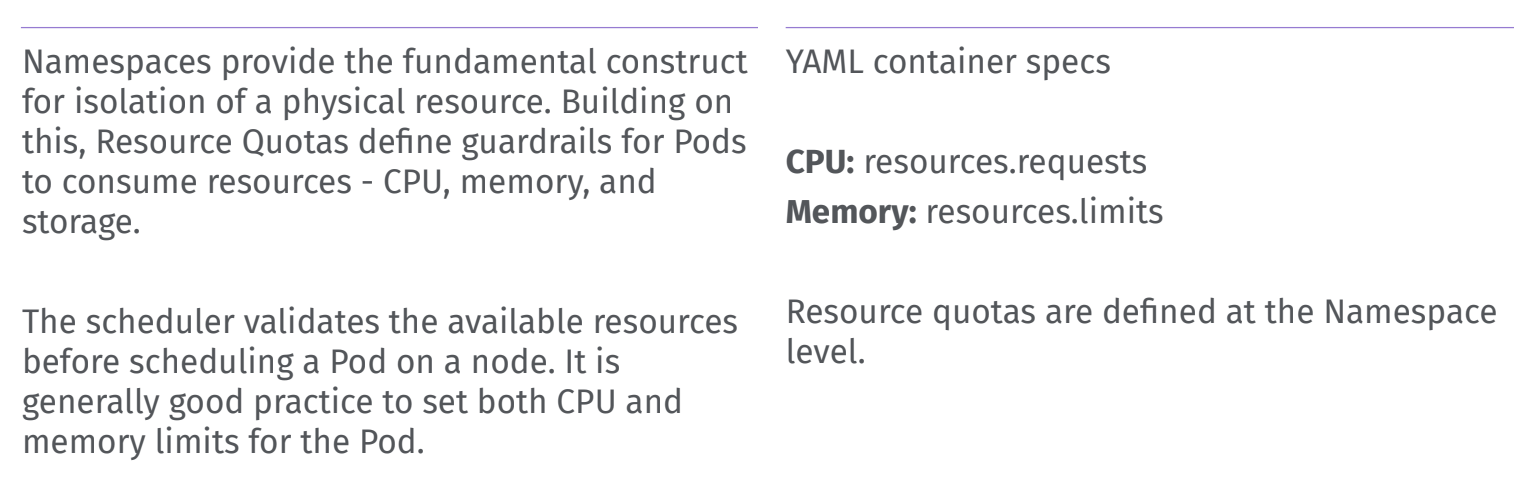 Namespaces provide the fundamental construct
for isolation of a physical resource. Building on
this, Resource Quotas define guardrails for Pods
to consume resources - CPU, memory, and
storage.
The scheduler validates the available resources
before scheduling a Pod on a node. It is
generally good practice to set both CPU and
memory limits for the Pod.
YAML container specs
CPU: resources.requests
Memory: resources.limits
Resource quotas are defined at the Namespace
level.